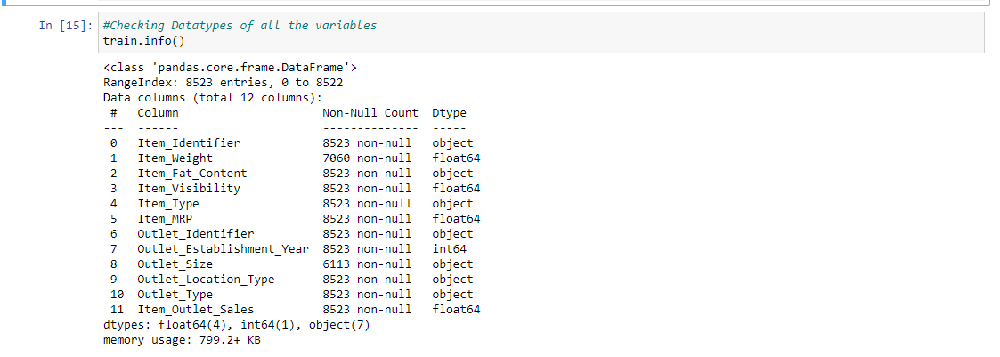 In [15]: #Checking Datatypes of all the variables
train.info()
<class 'pandas.core.frame.DataFrame'>
RangeIndex: 8523 entries, 0 to 8522
Data columns (total 12 columns):
 #   Column                     Non-Null Count  Dtype
---  ------                     --------------  -----
 0   Item_Identifier            8523 non-null   object
 1   Item_Weight                7060 non-null   float64
 2   Item_Fat_Content           8523 non-null   object
 3   Item_Visibility            8523 non-null   float64
 4   Item_Type                  8523 non-null   object
 5   Item_MRP                   8523 non-null   float64
 6   Outlet_Identifier          8523 non-null   object
 7   Outlet_Establishment_Year  8523 non-null   int64
 8   Outlet_Size                6113 non-null   object
 9   Outlet_Location_Type       8523 non-null   object
 10  Outlet_Type                8523 non-null   object
 11  Item_Outlet_Sales          8523 non-null   float64
dtypes: float64(4), int64(1), object(7)
memory usage: 799.2+ KB